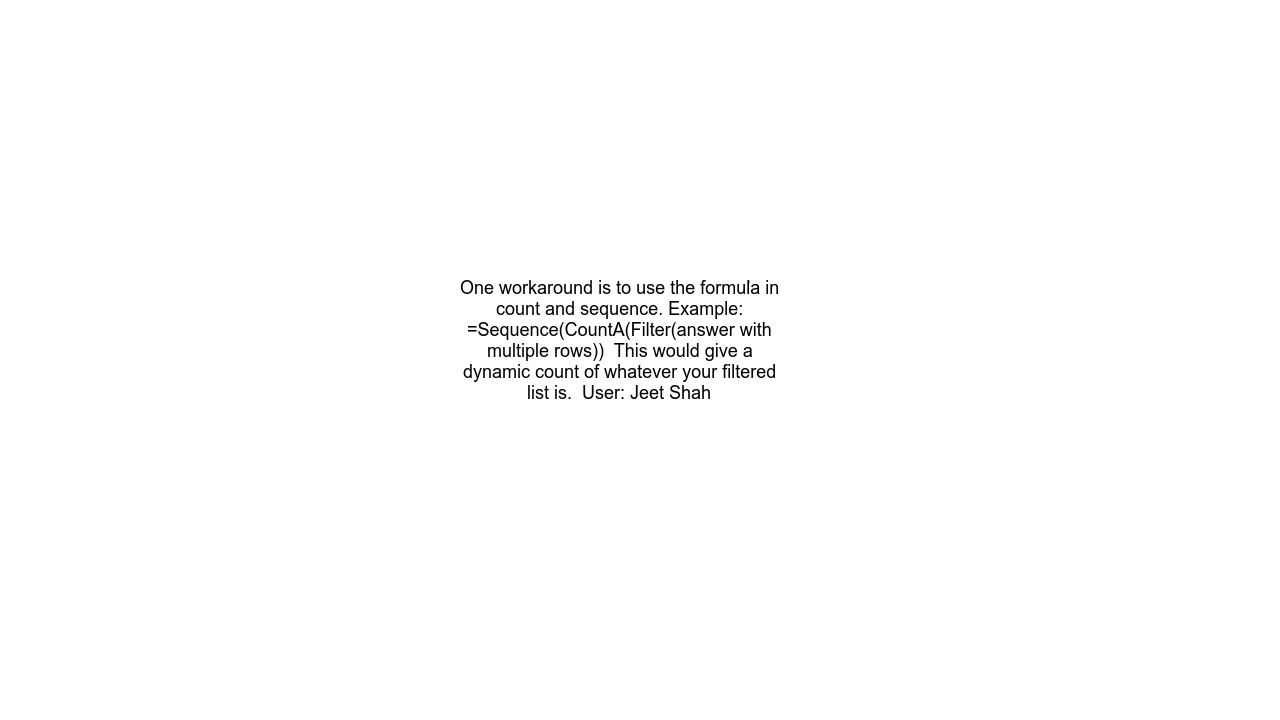 One workaround is to use the formula in
count and sequence. Example:
=Sequence(CountA(Filter(answer with
multiple rows))  This would give a
dynamic count of whatever your filtered
list is.  User: Jeet Shah